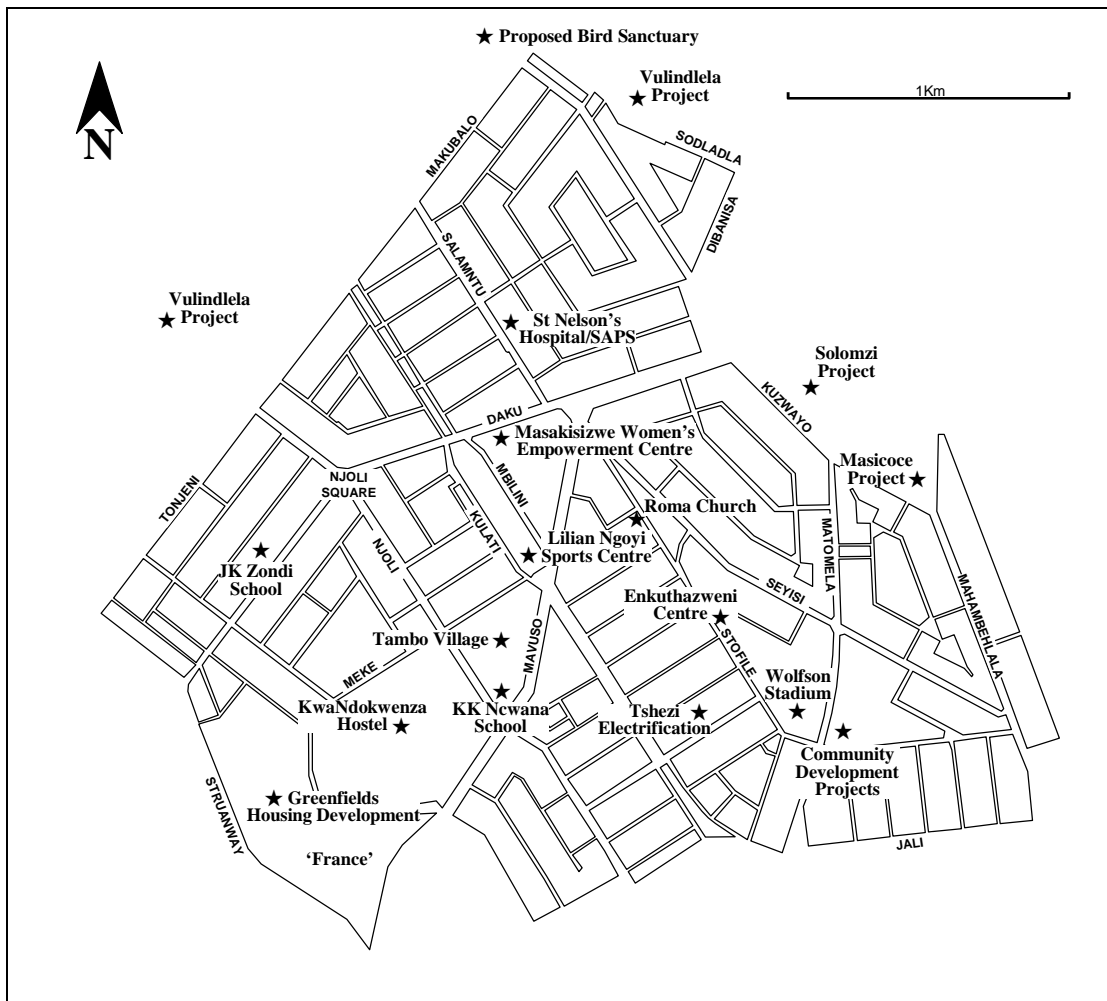 Proposed Bird Sanctuary
Vulindlela
Project
1Km
N
MAKUBALO
SODLADLA
DIBANISA
SALAMNTU
Vulindlela
Project
St Nelson's
Hospital/SAPS
Solomzi
Project
KUZWAYO
DAKU
Masakisizwe Women's
Empowerment Centre
Masicoce
Project
NJOLI
SQUARE
TONJENI
MBILINI
Roma Church
KULATI
NJOLI
Lilian Ngoyi
Sports Centre
MATOMELA
JK Zondi
School
SEYISI
MAHAMBEHLALA
Enkuthazweni
Centre
Tambo Village
MAVUSO
STOFILE
MEKE
Wolfson
Stadium
KwaNdokwenza
Hostel
KK Ncwana
School
Tshezi
Electrification
Community
Development
Projects
STRUANWAY
Greenfields
Housing Development
JALI
‘France’